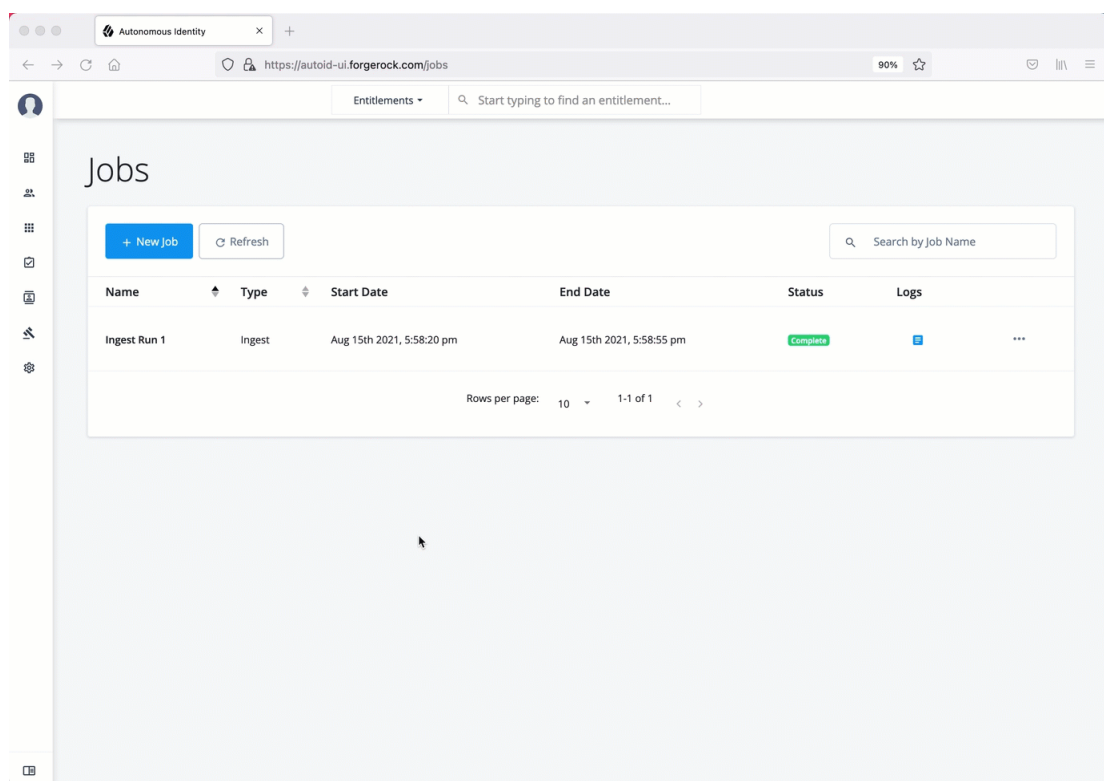 Autonomous Identity
https://autoid-ui.forgerock.com/jobs
90%
Entitlements
Start typing to find an entitlement...
Jobs
+ New Job
Refresh
Search by Job Name
Name Type Start Date End Date Status Logs
Ingest Run 1 Ingest Aug 15th 2021, 5:58:20 pm Aug 15th 2021, 5:58:55 pm Complete
Rows per page: 10 1-1 of 1